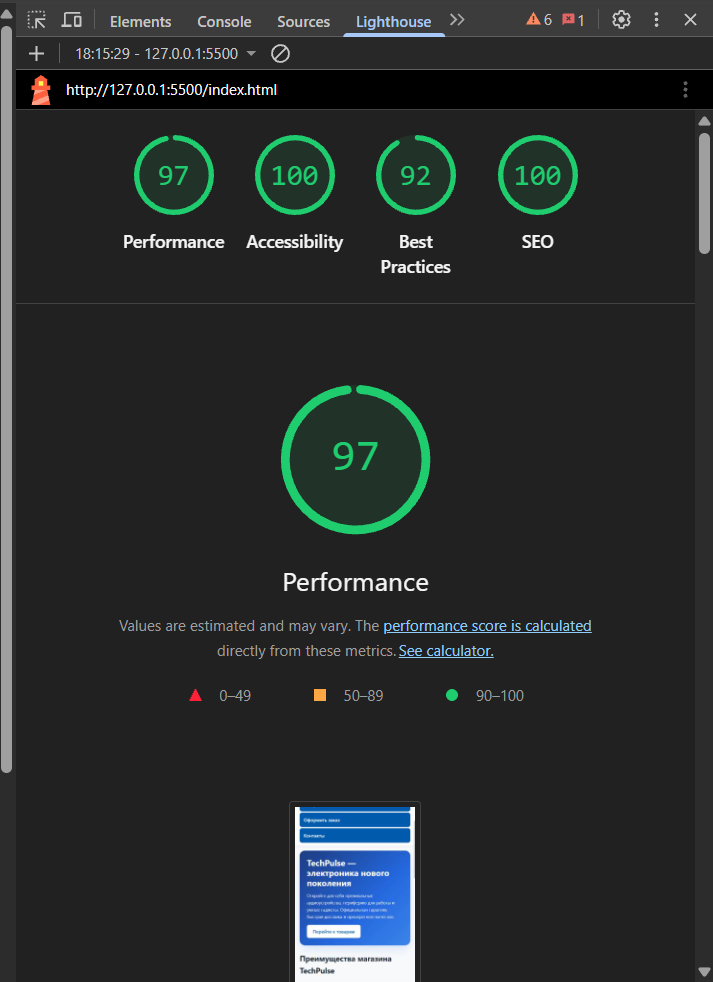 Elements Console Sources Lighthouse 6 1
18:15:29 - 127.0.0.1:5500
http://127.0.0.1:5500/index.html
97 100 92 100
Performance Accessibility Best Practices SEO
97
Performance
Values are estimated and may vary. The performance score is calculated
directly from these metrics. See calculator.
0–49 50–89 90–100
Оформить заказ
Контакты
TechPulse —
электроника нового
поколения
Перейти к товарам
Преимущества магазина
TechPulse